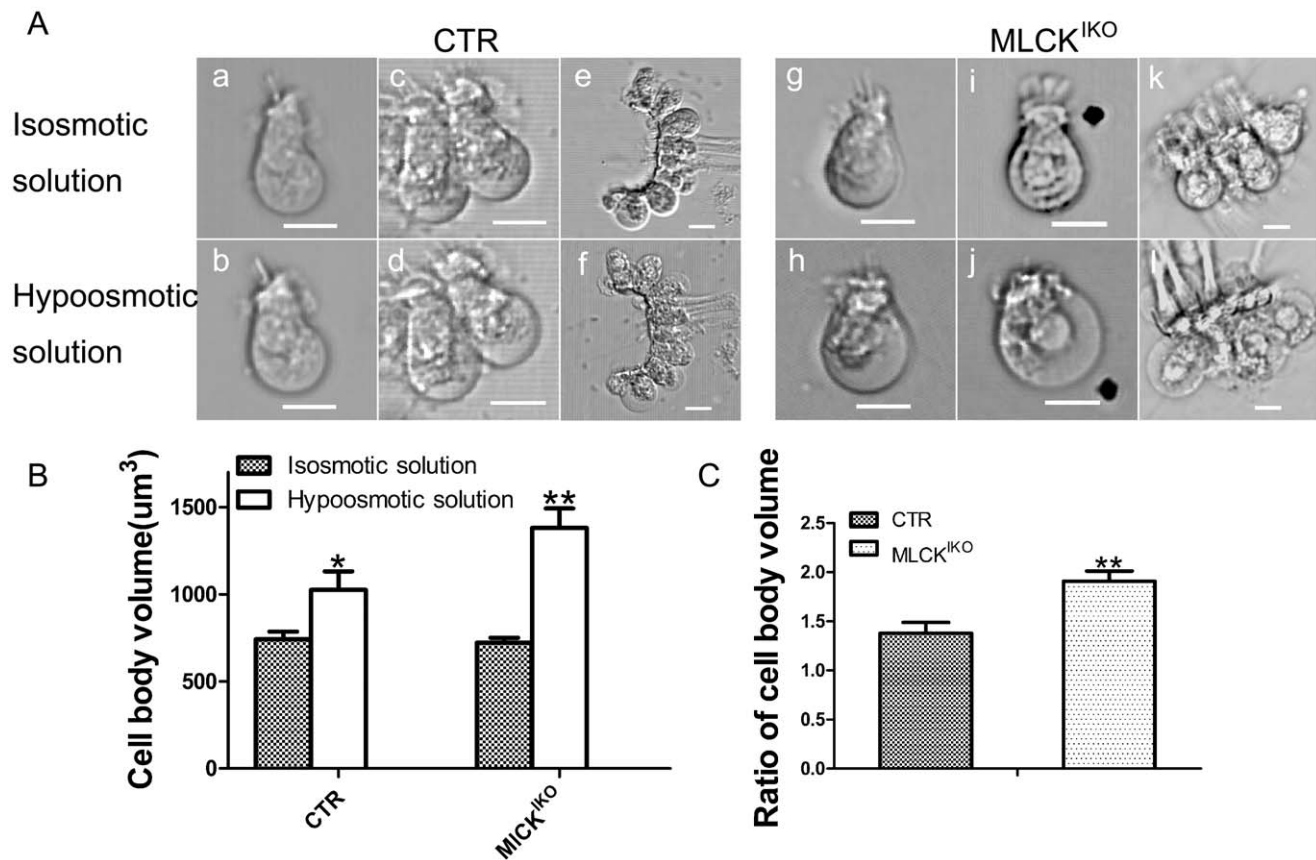 A
CTR
MLCK^IKO
Isosmotic
solution
a
c
e
g
i
k
Hypoosmotic
solution
b
d
f
h
j
l
B
Cell body volume(um^3)
Isosmotic solution
Hypoosmotic solution
1500
1000
500
0
*
**
CTR
MICK^IKO
C
Ratio of cell body volume
CTR
MLCK^IKO
2.5
2.0
1.5
1.0
0.5
0.0
**